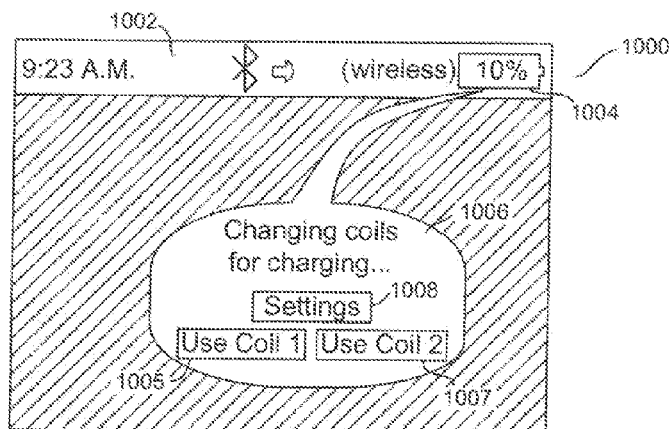 1002
1000
9:23 A.M. (wireless) 10%
1004
1006
Changing coils
for charging...
1008
Settings
Use Coil 1 Use Coil 2
1005
1007